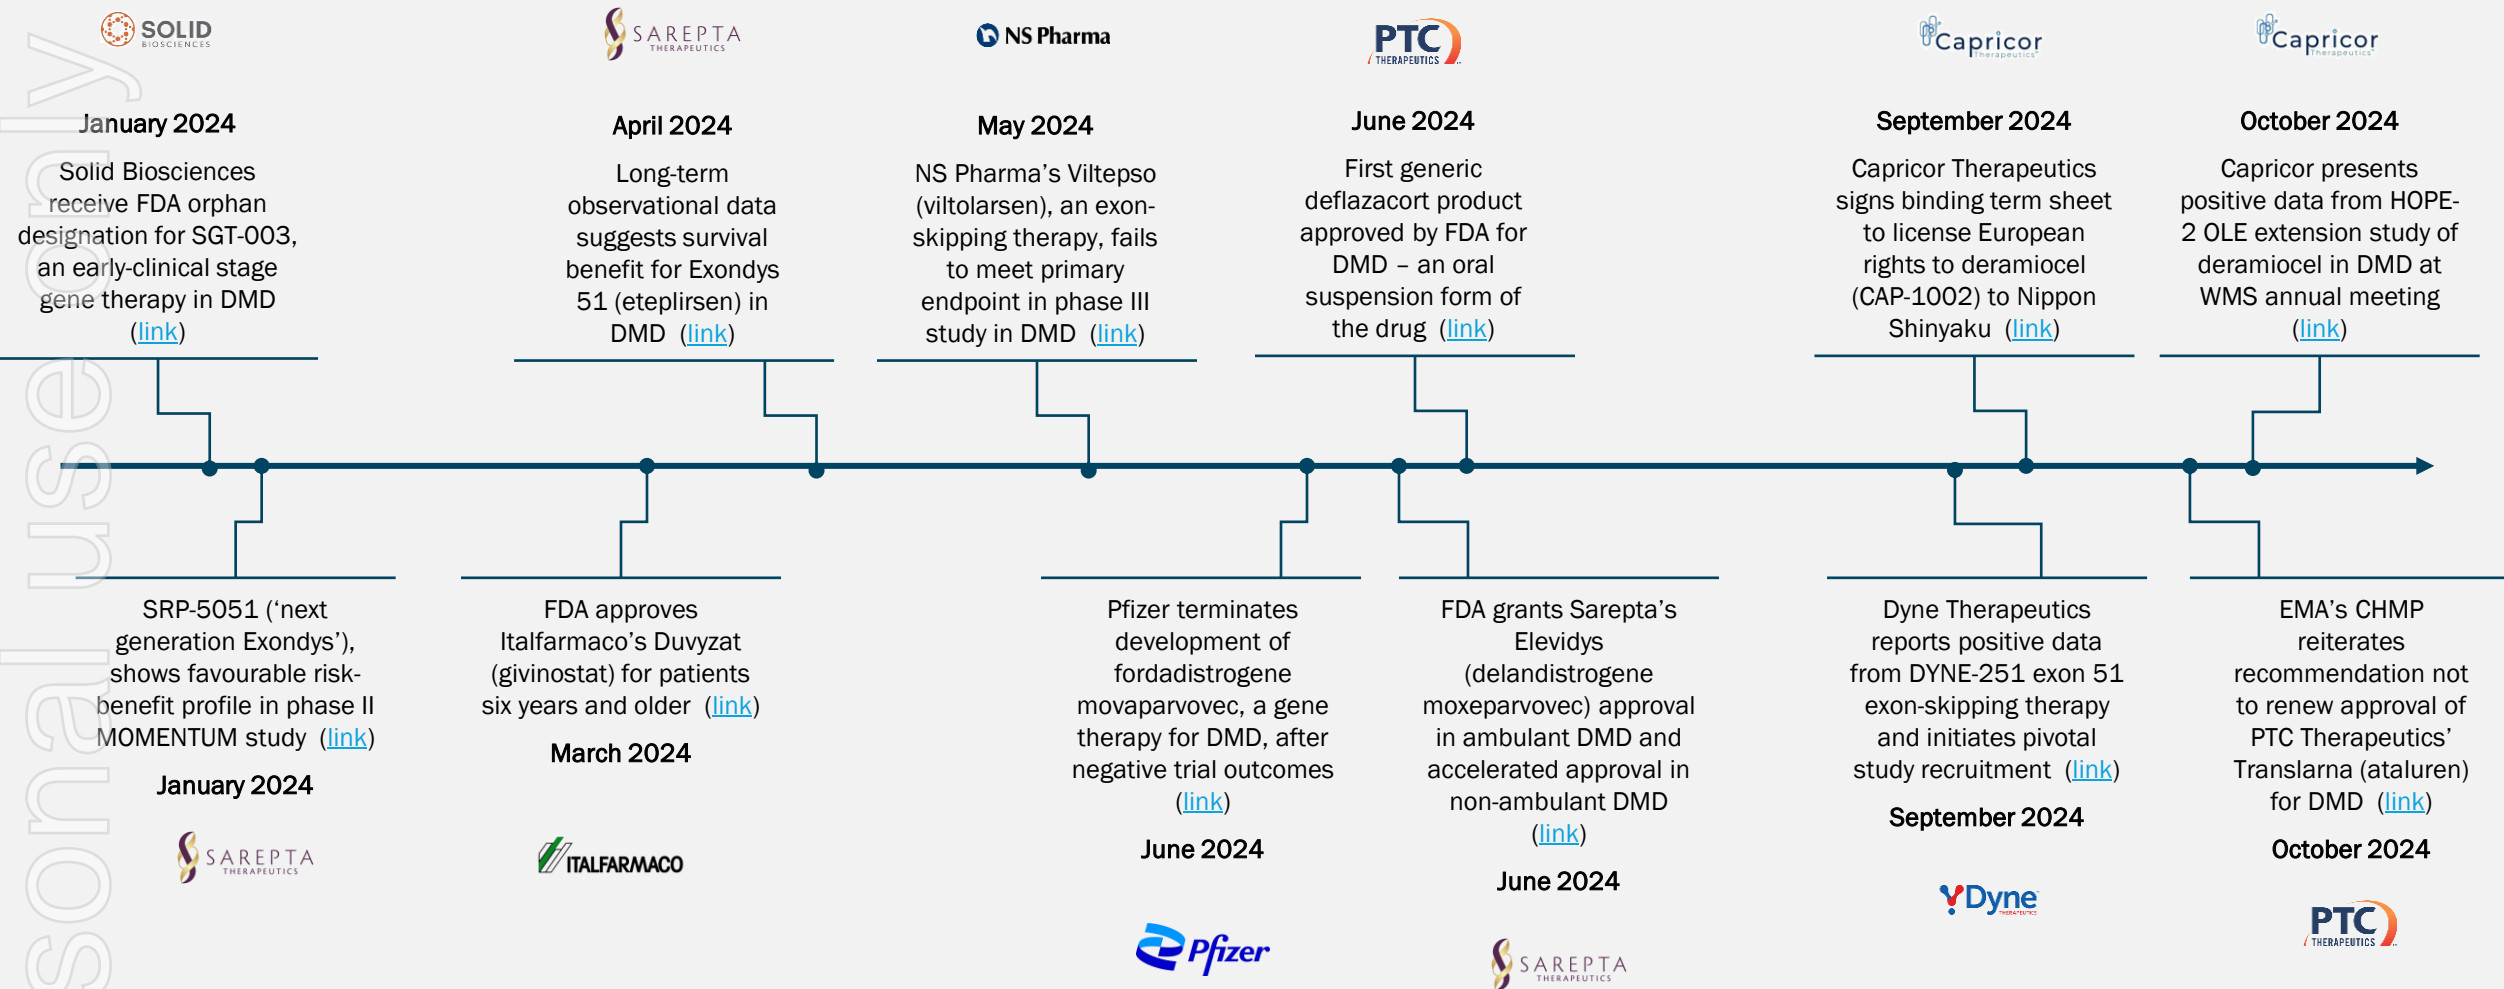 SOLID
BIOSCIENCES
January 2024
Solid Biosciences
receive FDA orphan
designation for SGT-003,
an early-clinical stage
gene therapy in DMD
(link)
SAREPTA
THERAPEUTICS
April 2024
Long-term
observational data
suggests survival
benefit for Exondys
51 (eteplirsen) in
DMD (link)
NS Pharma
May 2024
NS Pharma’s Viltepso
(viltolarsen), an exon-
skipping therapy, fails
to meet primary
endpoint in phase III
study in DMD (link)
PTC
THERAPEUTICS
June 2024
First generic
deflazacort product
approved by FDA for
DMD – an oral
suspension form of
the drug (link)
Capricor
Therapeutics
September 2024
Capricor Therapeutics
signs binding term sheet
to license European
rights to deramiocel
(CAP-1002) to Nippon
Shinyaku (link)
Capricor
Therapeutics
October 2024
Capricor presents
positive data from HOPE-
2 OLE extension study of
deramiocel in DMD at
WMS annual meeting
(link)
SRP-5051 (‘next
generation Exondys’),
shows favourable risk-
benefit profile in phase II
MOMENTUM study (link)
January 2024
SAREPTA
THERAPEUTICS
FDA approves
Italfarmaco’s Duvyzat
(givinostat) for patients
six years and older (link)
March 2024
ITALFARMACO
Pfizer terminates
development of
fordadistrogene
movaparvovec, a gene
therapy for DMD, after
negative trial outcomes
(link)
June 2024
Pfizer
FDA grants Sarepta’s
Elevidys
(delandistrogene
moxeparvovec) approval
in ambulant DMD and
accelerated approval in
non-ambulant DMD
(link)
June 2024
SAREPTA
THERAPEUTICS
Dyne Therapeutics
reports positive data
from DYNE-251 exon 51
exon-skipping therapy
and initiates pivotal
study recruitment (link)
September 2024
Dyne
THERAPEUTICS
EMA’s CHMP
reiterates
recommendation not
to renew approval of
PTC Therapeutics’
Translarna (ataluren)
for DMD (link)
October 2024
PTC
THERAPEUTICS
sonal use only